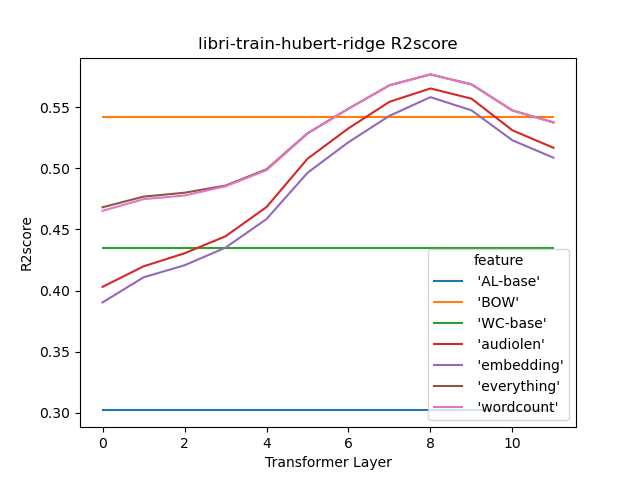 libri-train-hubert-ridge R2score
R2score
0.55
0.50
0.45
0.40
0.35
0.30
feature
'AL-base'
'BOW'
'WC-base'
'audiolen'
'embedding'
'everything'
'wordcount'
0 2 4 6 8 10
Transformer Layer